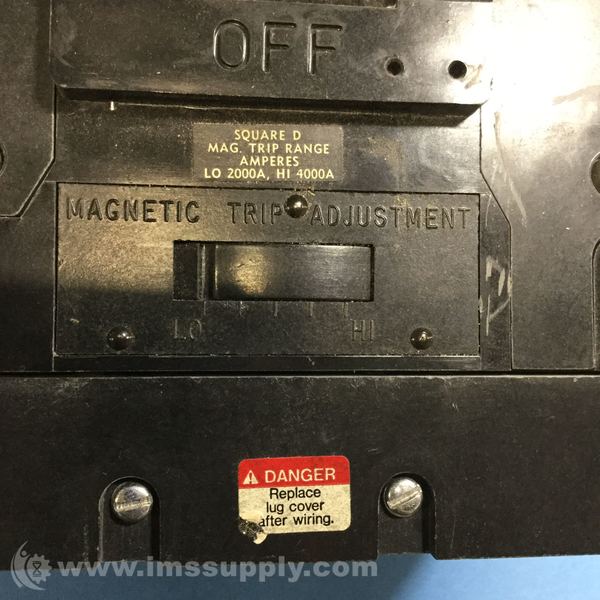 OFF
SQUARE D
MAG. TRIP RANGE
AMPERES
LO 2000A, HI 4000A
MAGNETIC TRIP ADJUSTMENT
LO HI
DANGER
Replace
lug cover
after wiring.
www.imssupply.com